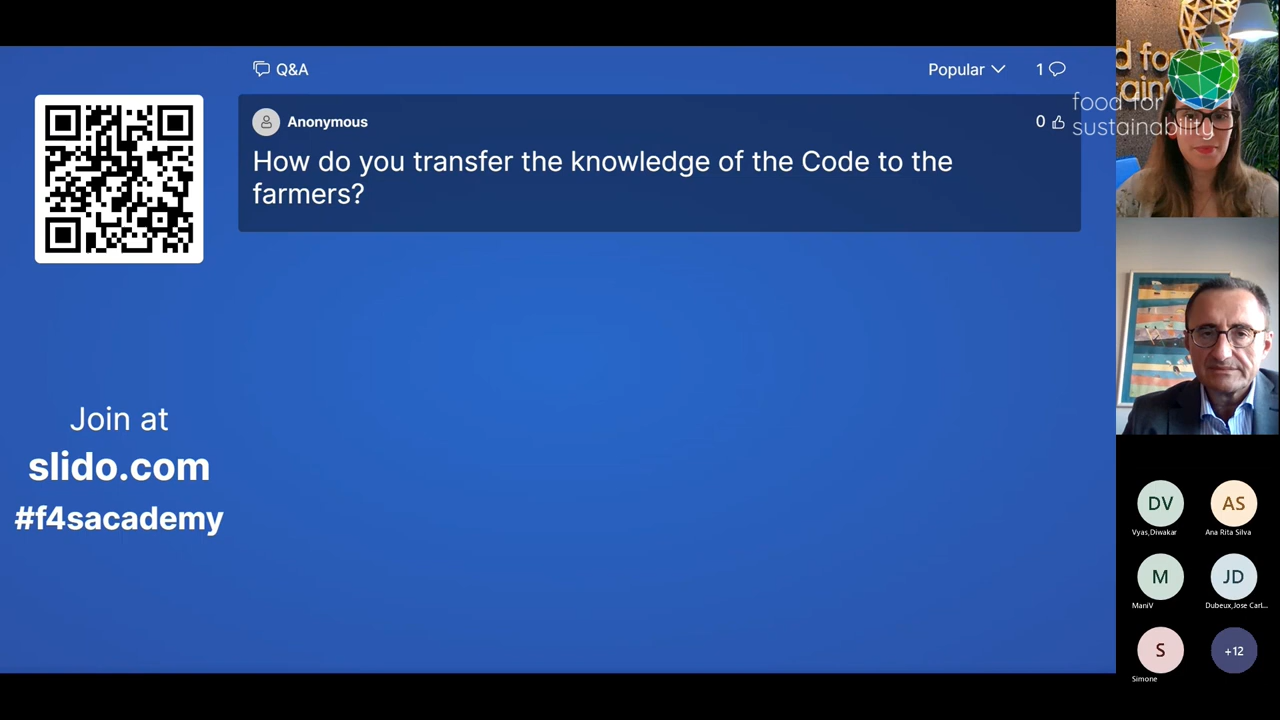 Q&A
Popular
1
Anonymous
0
How do you transfer the knowledge of the Code to the
farmers?
Join at
slido.com
#f4sacademy
food for
sustainability
DV
Vyas,Diwakar
AS
Ana Rita Silva
M
ManiV
JD
Dubeux,Jose Carl...
S
Simone
+12